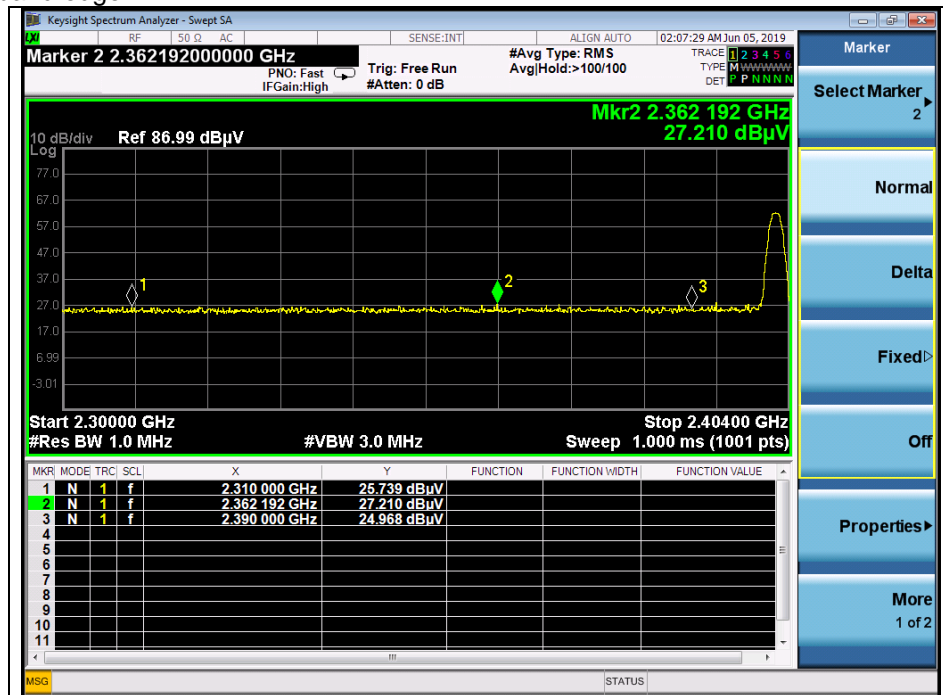 Keysight Spectrum Analyzer - Swept SA
LXI RF 50 Ω AC SENSE:INT ALIGN AUTO 02:07:29 AM Jun 05, 2019
Marker 2 2.362192000000 GHz
PNO: Fast
IFGain:High
Trig: Free Run
#Atten: 0 dB
#Avg Type: RMS
Avg|Hold:>100/100
TRACE 1 2 3 4 5 6
TYPE M WWWWW
DET P P N N N N
Mkr2 2.362 192 GHz
27.210 dBµV
10 dB/div Ref 86.99 dBµV
Log
77.0
67.0
57.0
47.0
37.0
27.0
17.0
6.99
-3.01
1
2
3
Start 2.30000 GHz Stop 2.40400 GHz
#Res BW 1.0 MHz #VBW 3.0 MHz Sweep 1.000 ms (1001 pts)
MKR MODE TRC SCL X Y FUNCTION FUNCTION WIDTH FUNCTION VALUE
1 N 1 f 2.310 000 GHz 25.739 dBµV
2 N 1 f 2.362 192 GHz 27.210 dBµV
3 N 1 f 2.390 000 GHz 24.968 dBµV
4
5
6
7
8
9
10
11
MSG STATUS
Marker
Select Marker
2
Normal
Delta
Fixed
Off
Properties
More
1 of 2